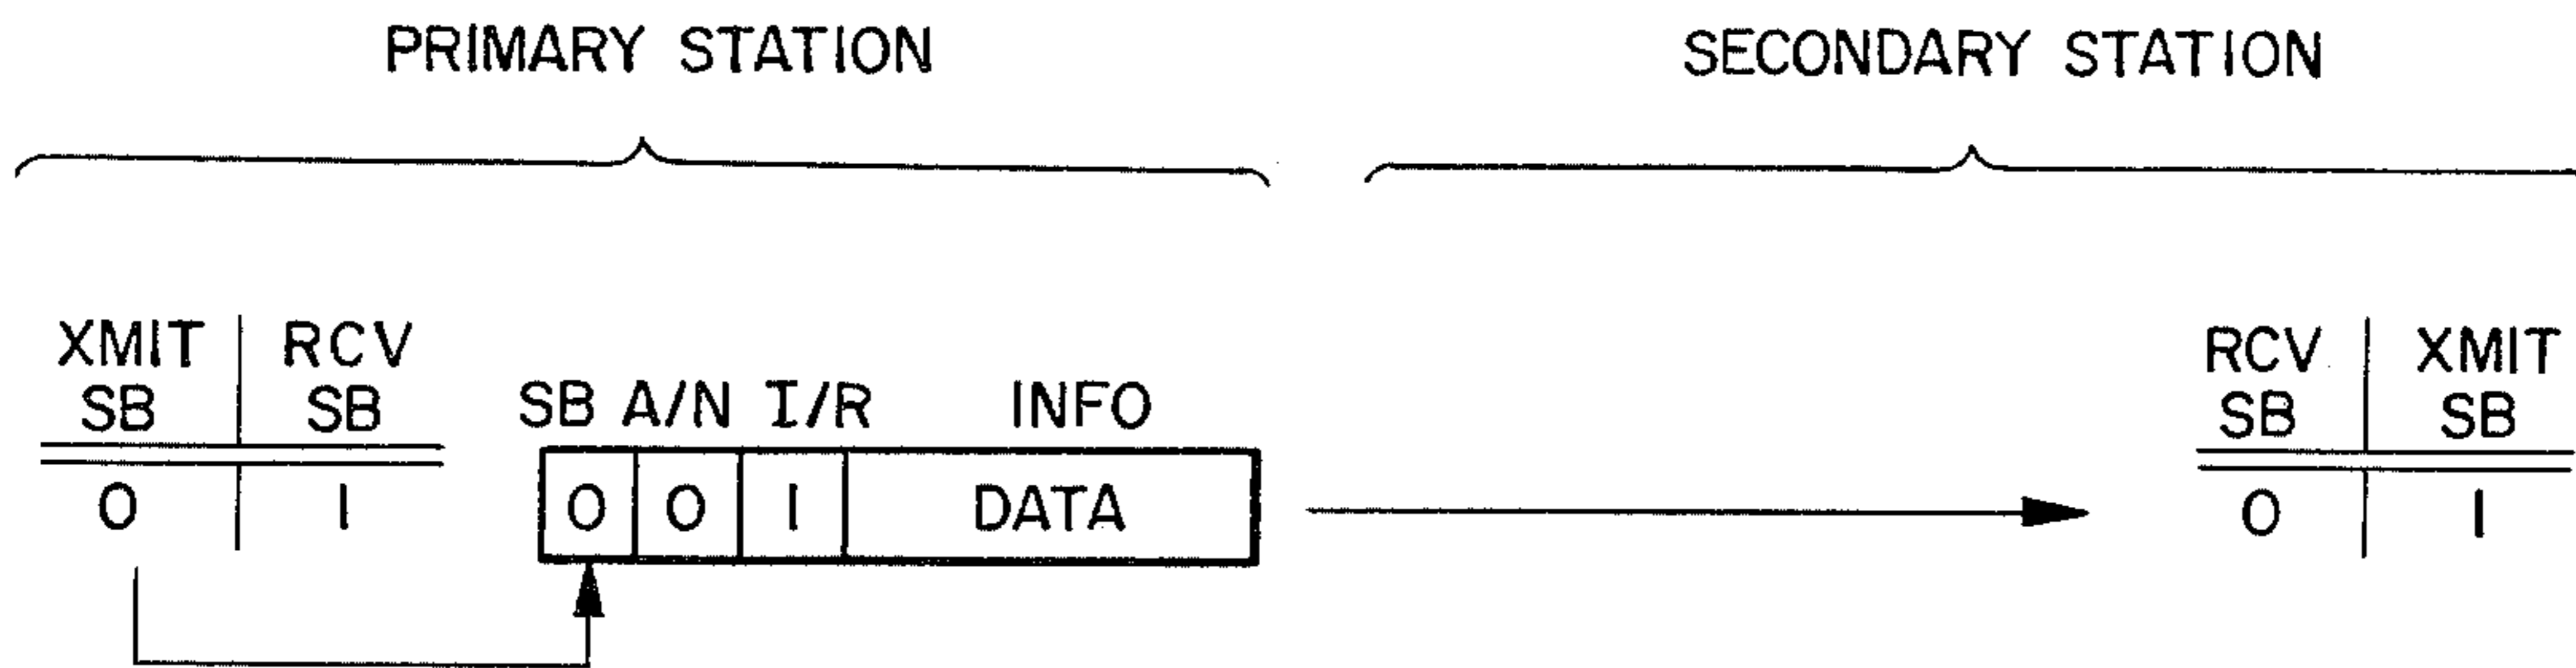 PRIMARY STATION
SECONDARY STATION
XMIT SB
RCV SB
SB A/N I/R INFO
RCV SB
XMIT SB
0 1
0 0 1 DATA
0 1